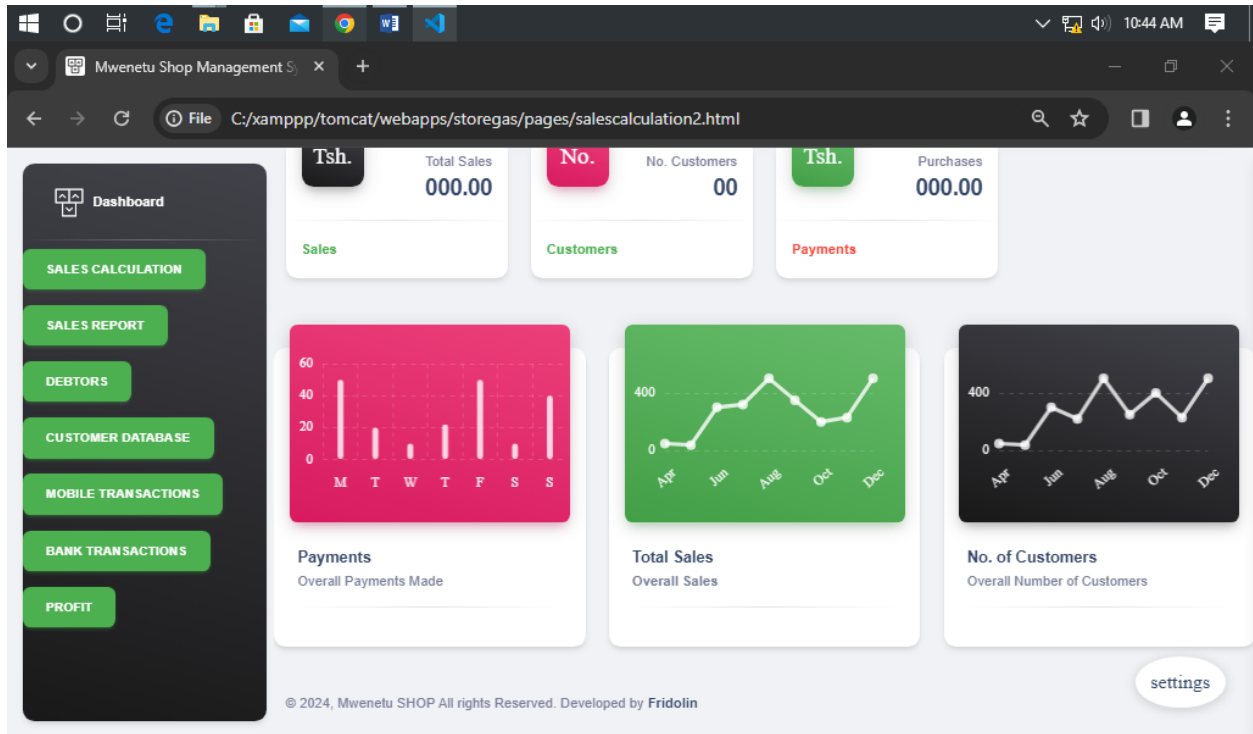 10:44 AM
Mwenetu Shop Management Sy
File C:/xamppp/tomcat/webapps/storegas/pages/salescalculation2.html
Dashboard
SALES CALCULATION
SALES REPORT
DEBTORS
CUSTOMER DATABASE
MOBILE TRANSACTIONS
BANK TRANSACTIONS
PROFIT
Tsh.
Total Sales
000.00
Sales
No.
No. Customers
00
Customers
Tsh.
Purchases
000.00
Payments
60
40
20
0
M T W T F S S
Payments
Overall Payments Made
400
0
Apr Jun Aug Oct Dec
Total Sales
Overall Sales
400
0
Apr Jun Aug Oct Dec
No. of Customers
Overall Number of Customers
settings
© 2024, Mwenetu SHOP All rights Reserved. Developed by Fridolin